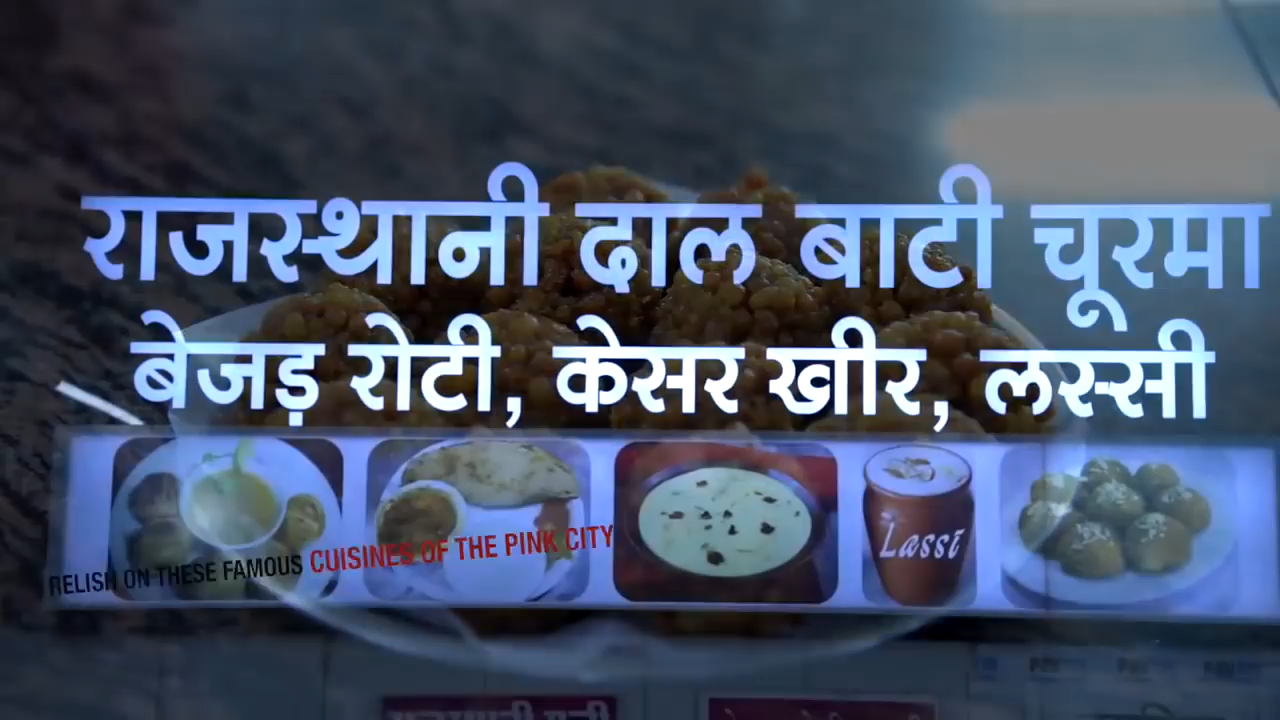 राजस्थानी दाल बाटी चूरमा
बेजड़ रोटी, केसर खीर, लस्सी
Lassi
RELISH ON THESE FAMOUS CUISINES OF THE PINK CITY